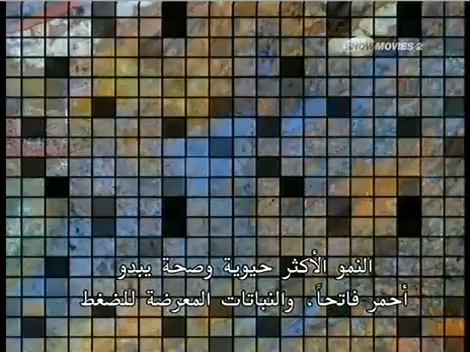 SHOWMOVIES 2
النمو الأكثر حيوية وصحة يبدو
أحمر فاتحاً، والنباتات المعرضة للضغط